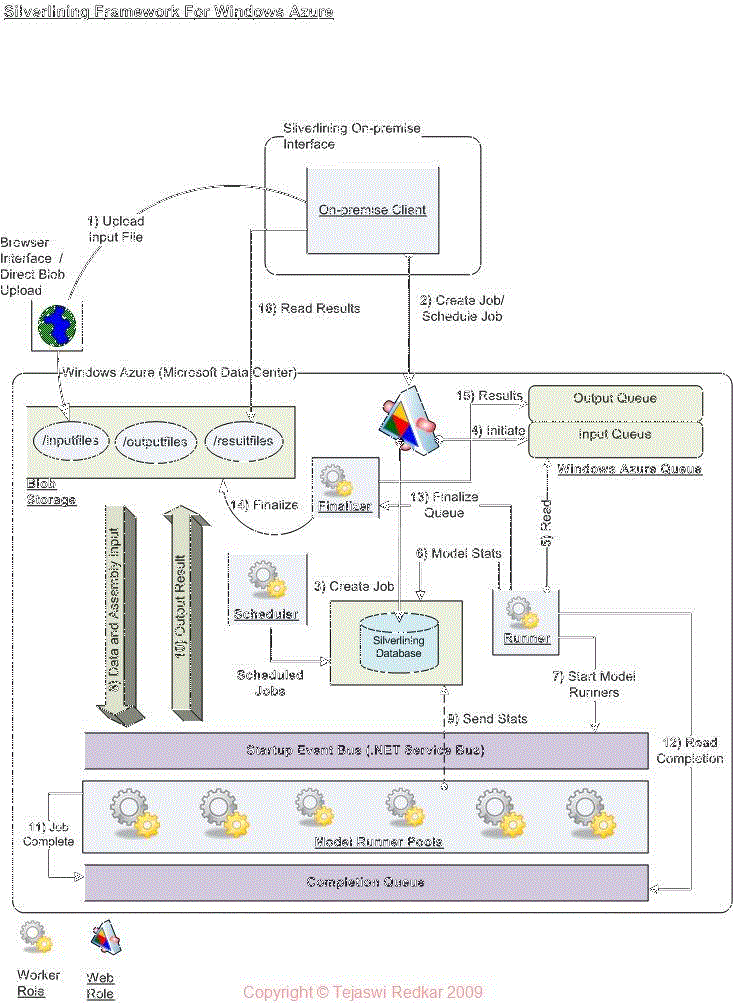 Silverlining Framework For Windows Azure
Silverlining On-premise
Interface
On-premise Client
1) Upload
Input File
Browser
Interface /
Direct Blob
Upload
16) Read Results
2) Create Job/
Schedule Job
Windows Azure (Microsoft Data Center)
15) Results
Output Queue
4) Initiate
Input Queue
Windows Azure Queue
/inputfiles
/outputfiles
/resultfiles
Blob
Storage
14) Finalize
Finalizer
13) Finalize
Queue
5) Read
6) Model Stats
8) Data and Assembly Input
10) Output Result
Scheduler
3) Create Job
Silverlining
Database
Runner
Scheduled
Jobs
7) Start Model
Runners
9) Send Stats
Startup Event Bus (.NET Service Bus)
12) Read
Completion
11) Job
Complete
Model Runner Pools
Completion Queue
Worker
Role
Web
Role
Copyright © Tejaswi Redkar 2009